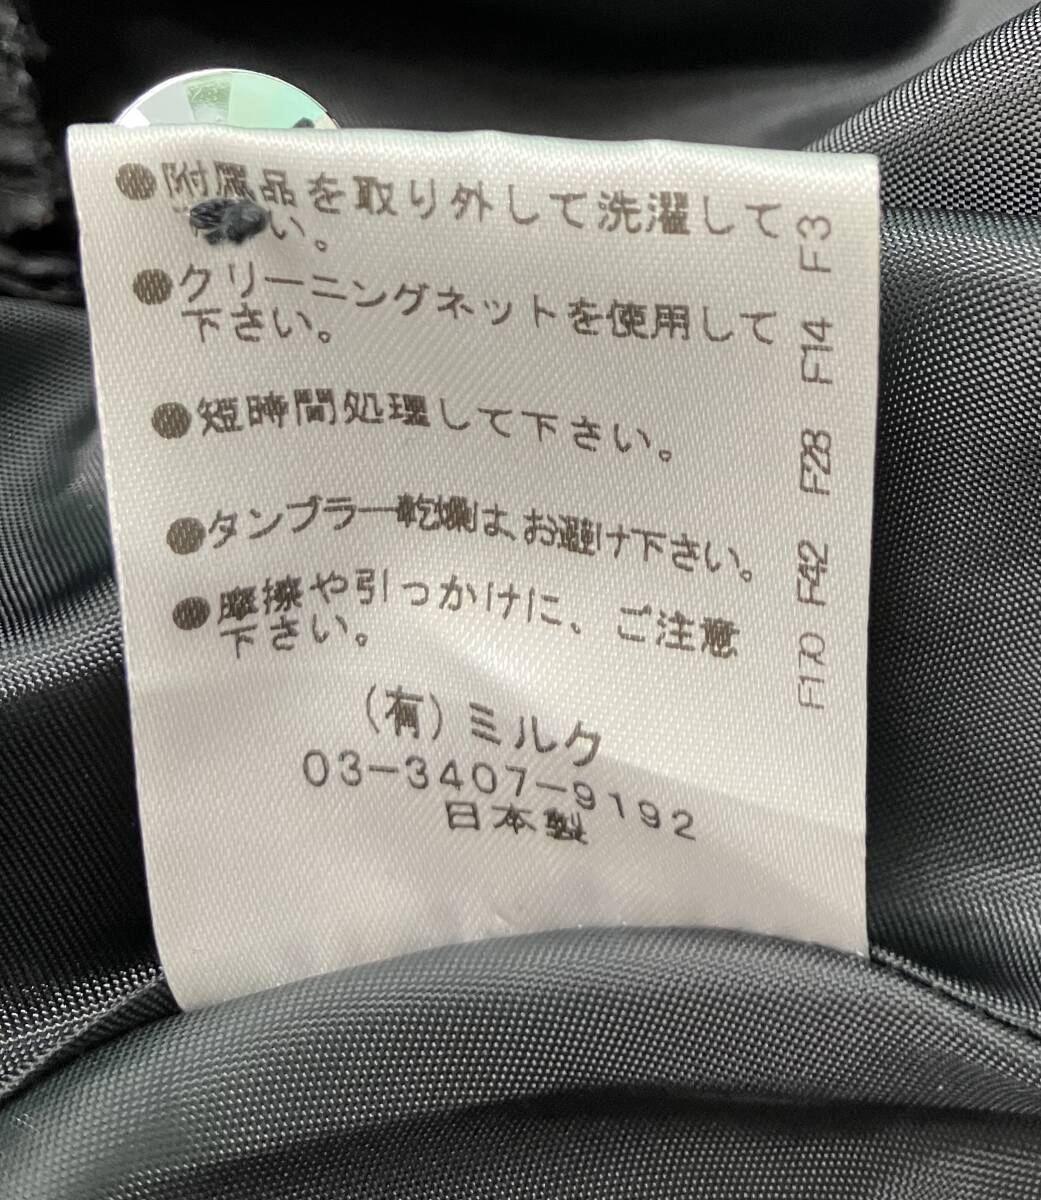 ●附属品を取り外して洗濯して
下さい。
●クリーニングネットを使用して
下さい。
●短時間処理して下さい。
●タンブラー乾燥は、お避け下さい。
●摩擦や引っかけに、ご注意
下さい。
(有)ミルク
03-3407-9192
日本製
F170 F42 F28 F14 F3